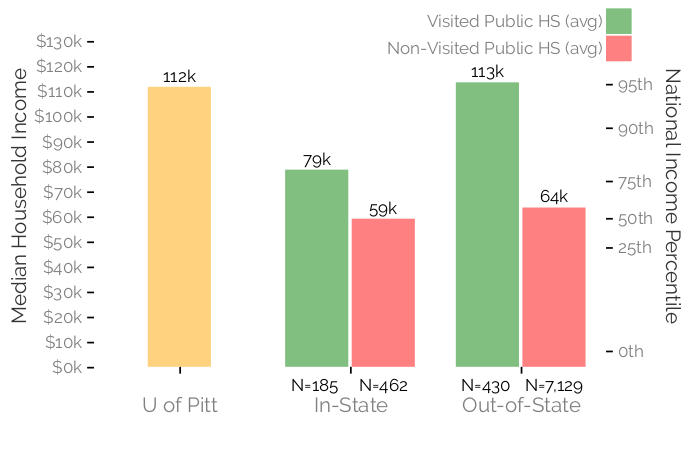 Visited Public HS (avg)
Non-Visited Public HS (avg)
Median Household Income
$130k
$120k
$110k
$100k
$90k
$80k
$70k
$60k
$50k
$40k
$30k
$20k
$10k
$0k
112k
79k
59k
113k
64k
95th
90th
75th
50th
25th
0th
National Income Percentile
N=185 N=462 N=430 N=7,129
U of Pitt In-State Out-of-State